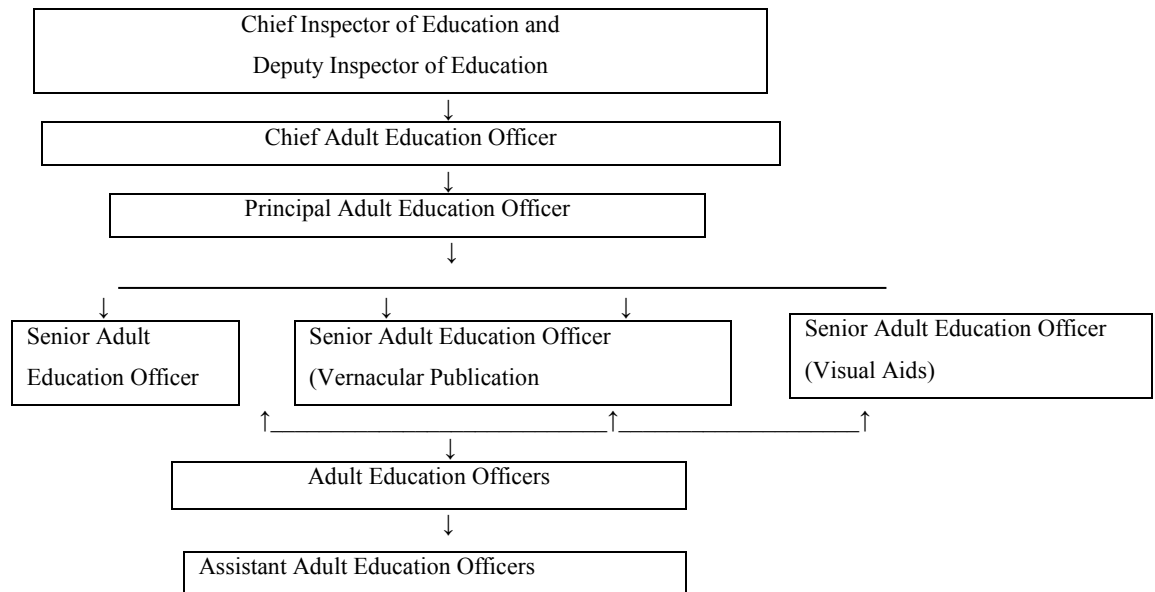 Chief Inspector of Education and
Deputy Inspector of Education
↓
Chief Adult Education Officer
↓
Principal Adult Education Officer
↓
↓ ↓ ↓
Senior Adult
Education Officer
Senior Adult Education Officer
(Vernacular Publication
Senior Adult Education Officer
(Visual Aids)
↑ ↑ ↑
↓
Adult Education Officers
↓
Assistant Adult Education Officers